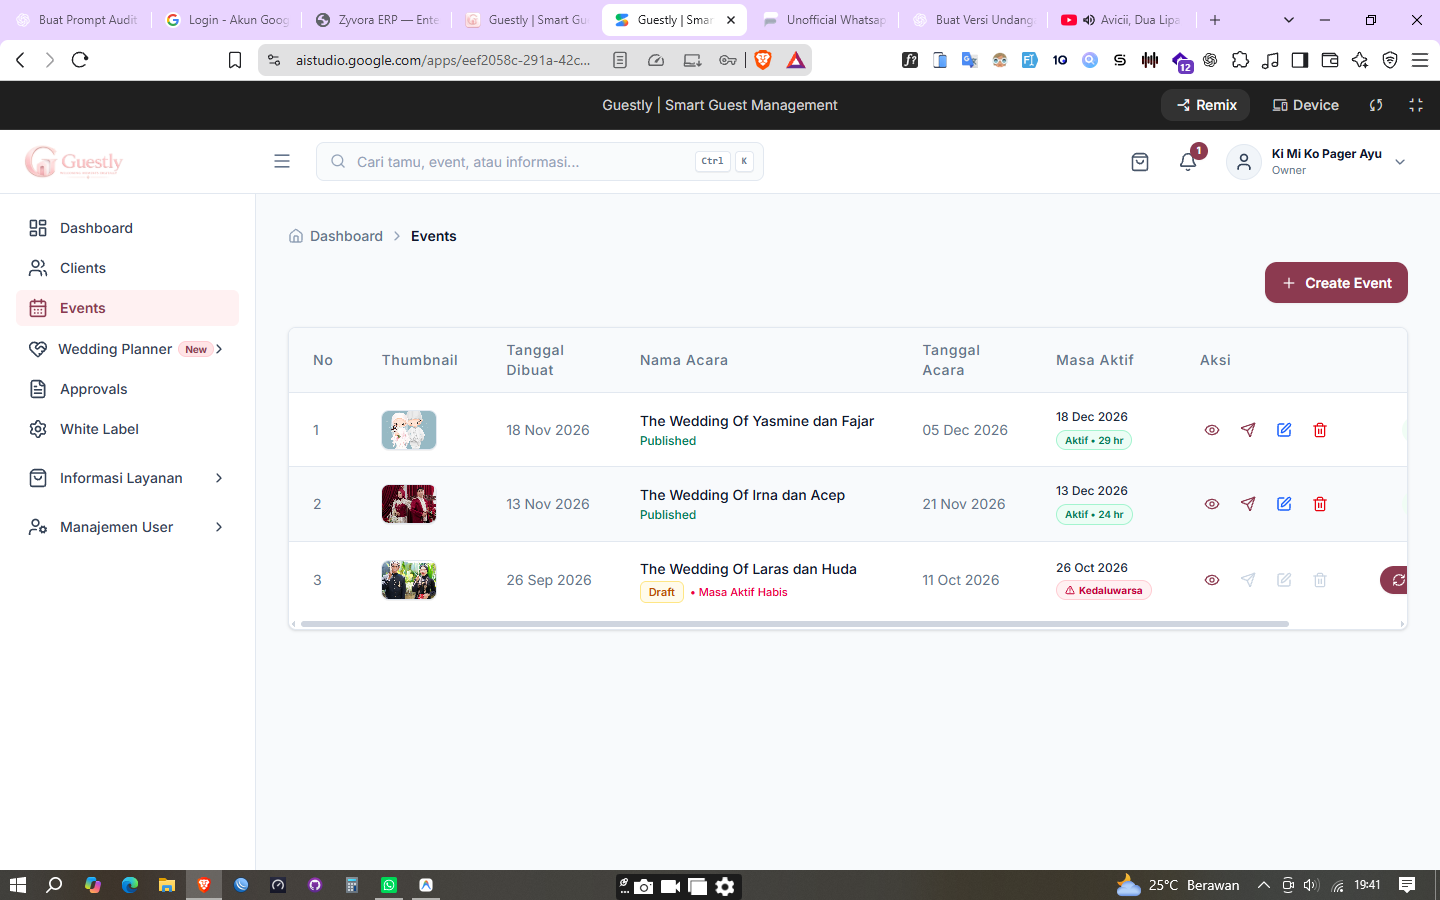 Buat Prompt Audit
Login - Akun Goog
Zyvora ERP — Ente
Guestly | Smart Gu
Guestly | Smar
Unofficial Whatsap
Buat Versi Undang
Avicii, Dua Lipa
aistudio.google.com/apps/eef2058c-291a-42c...
12
Guestly | Smart Guest Management
Remix
Device
Guestly
Cari tamu, event, atau informasi...
Ctrl
K
1
Ki Mi Ko Pager Ayu
Owner
Dashboard
Clients
Events
Wedding Planner New
Approvals
White Label
Informasi Layanan
Manajemen User
Dashboard > Events
+ Create Event
No
Thumbnail
Tanggal
Dibuat
Nama Acara
Tanggal
Acara
Masa Aktif
Aksi
1
18 Nov 2026
The Wedding Of Yasmine dan Fajar
Published
05 Dec 2026
18 Dec 2026
Aktif • 29 hr
2
13 Nov 2026
The Wedding Of Irna dan Acep
Published
21 Nov 2026
13 Dec 2026
Aktif • 24 hr
3
26 Sep 2026
The Wedding Of Laras dan Huda
Draft • Masa Aktif Habis
11 Oct 2026
26 Oct 2026
Kedaluwarsa
25°C Berawan
19:41